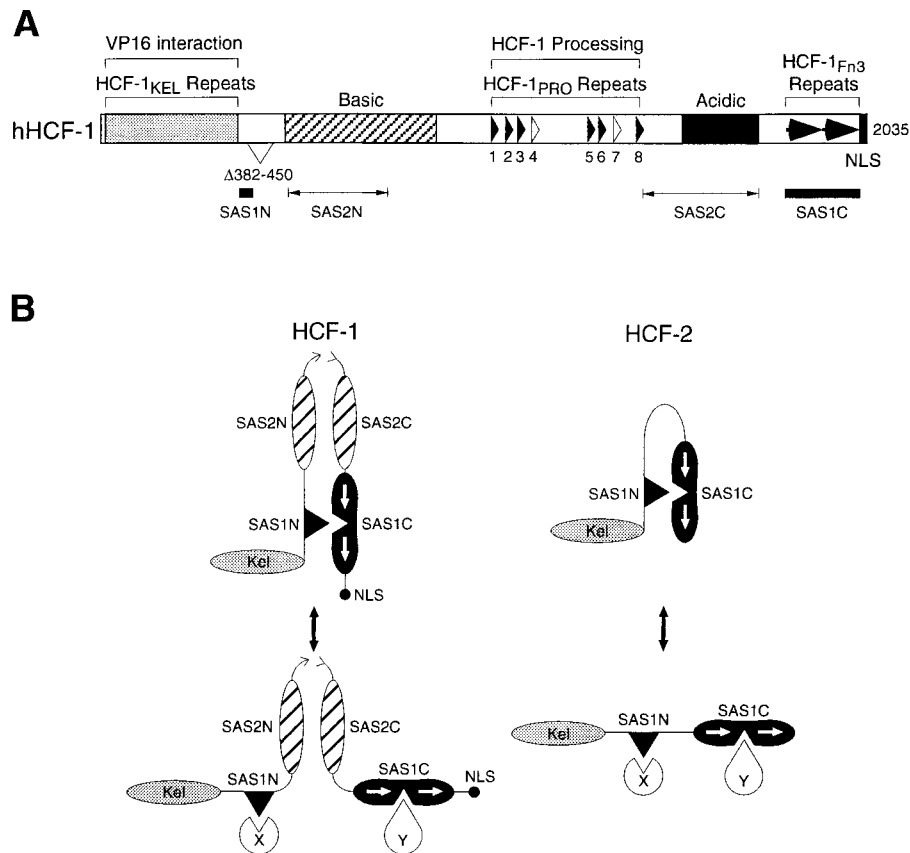 A
VP16 interaction
HCF-1 Processing
HCF-1KEL Repeats
Basic
HCF-1PRO Repeats
Acidic
HCF-1Fn3
Repeats
hHCF-1
2035
1 2 3 4 5 6 7 8
NLS
Δ382-450
SAS1N
SAS2N
SAS2C
SAS1C
B
HCF-1
HCF-2
SAS2N
SAS2C
SAS1N
SAS1C
Kel
NLS
SAS1N
SAS1C
Kel
SAS2N
SAS2C
SAS1N
SAS1C
NLS
Kel
X
Y
SAS1N
SAS1C
Kel
X
Y